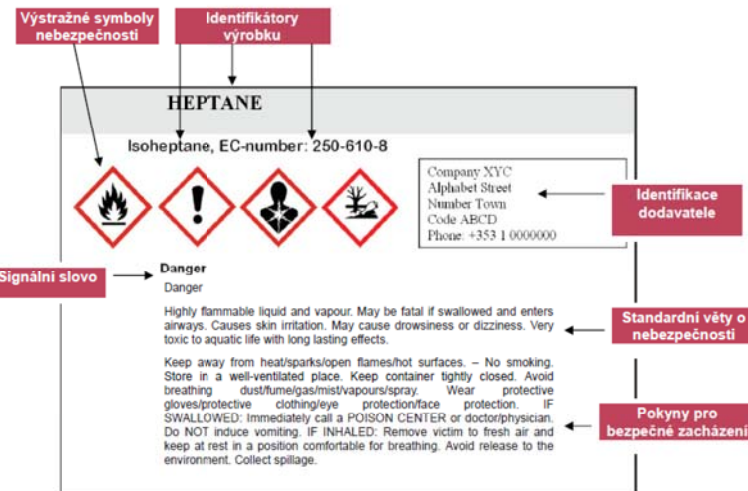 Výstražné symboly
nebezpečnosti
Identifikátory
výrobku
HEPTANE
Isoheptane, EC-number: 250-610-8
Company XYC
Alphabet Street
Number Town
Code ABCD
Phone: +353 1 0000000
Identifikace
dodavatele
Signální slovo
Danger
Danger
Highly flammable liquid and vapour. May be fatal if swallowed and enters
airways. Causes skin irritation. May cause drowsiness or dizziness. Very
toxic to aquatic life with long lasting effects.
Standardní věty o
nebezpečnosti
Keep away from heat/sparks/open flames/hot surfaces. – No smoking.
Store in a well-ventilated place. Keep container tightly closed. Avoid
breathing dust/fume/gas/mist/vapours/spray. Wear protective
gloves/protective clothing/eye protection/face protection. IF
SWALLOWED: Immediately call a POISON CENTER or doctor/physician.
Do NOT induce vomiting. IF INHALED: Remove victim to fresh air and
keep at rest in a position comfortable for breathing. Avoid release to the
environment. Collect spillage.
Pokyny pro
bezpečné zacházení